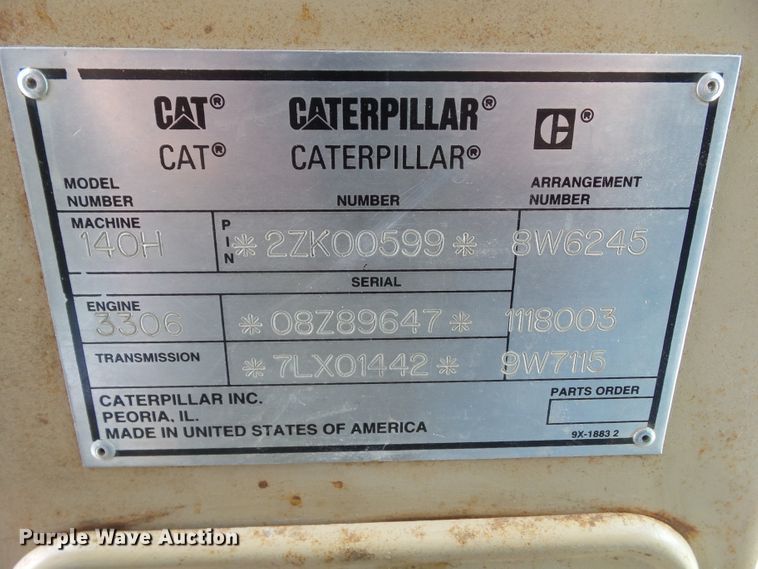 CAT® CATERPILLAR® C®
CAT® CATERPILLAR®
MODEL NUMBER NUMBER ARRANGEMENT NUMBER
MACHINE
140H PIN *2ZK00599* 8W6245
SERIAL
ENGINE
3306 *08Z89647* 1118003
TRANSMISSION *7LX01442* 9W7115
CATERPILLAR INC. PARTS ORDER
PEORIA, IL.
MADE IN UNITED STATES OF AMERICA 9X-1883 2
Purple Wave Auction